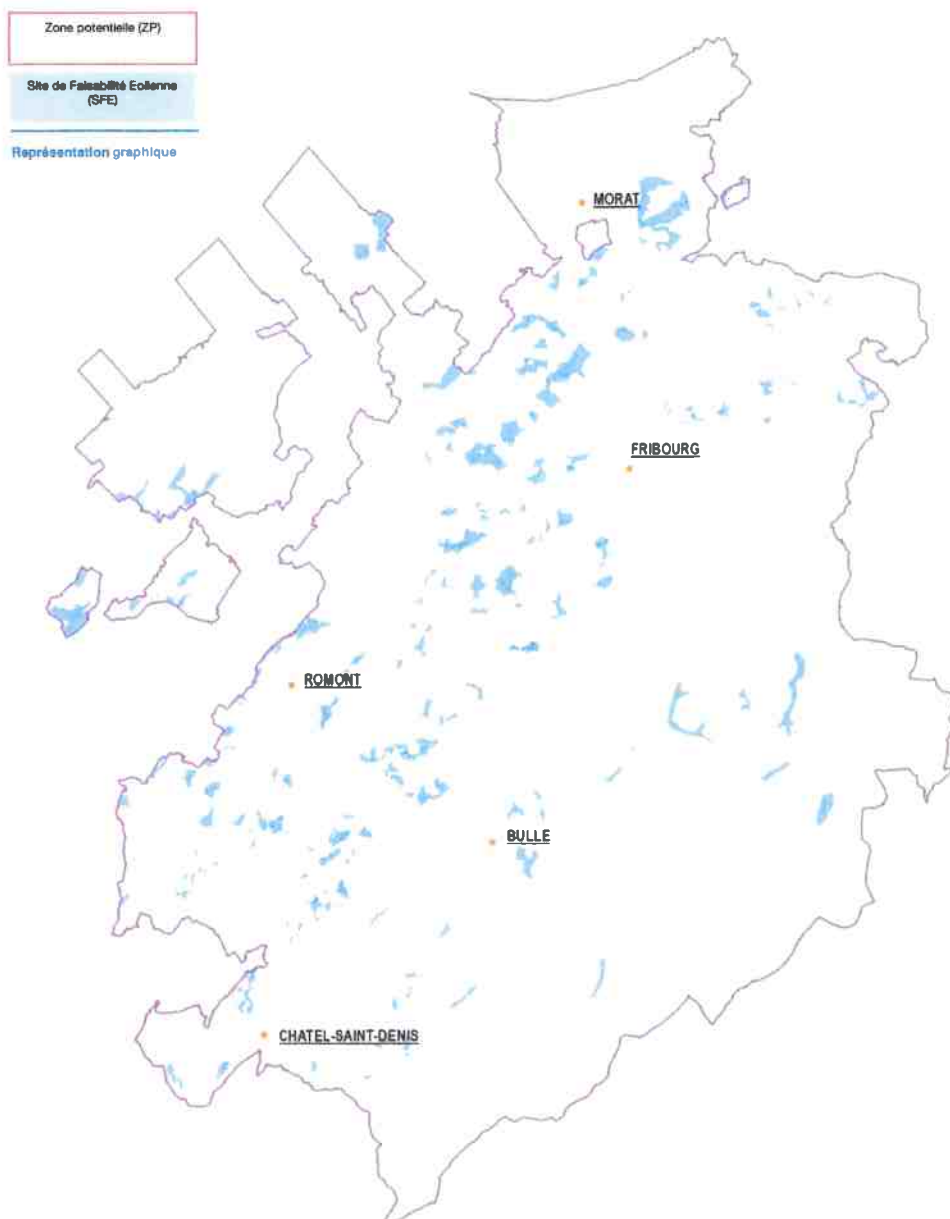 Zone potentielle (ZP)
Site de Faisabilité Eolienne
(SFE)
Représentation graphique
MORAT
FRIBOURG
ROMONT
BULLE
CHATEL-SAINT-DENIS